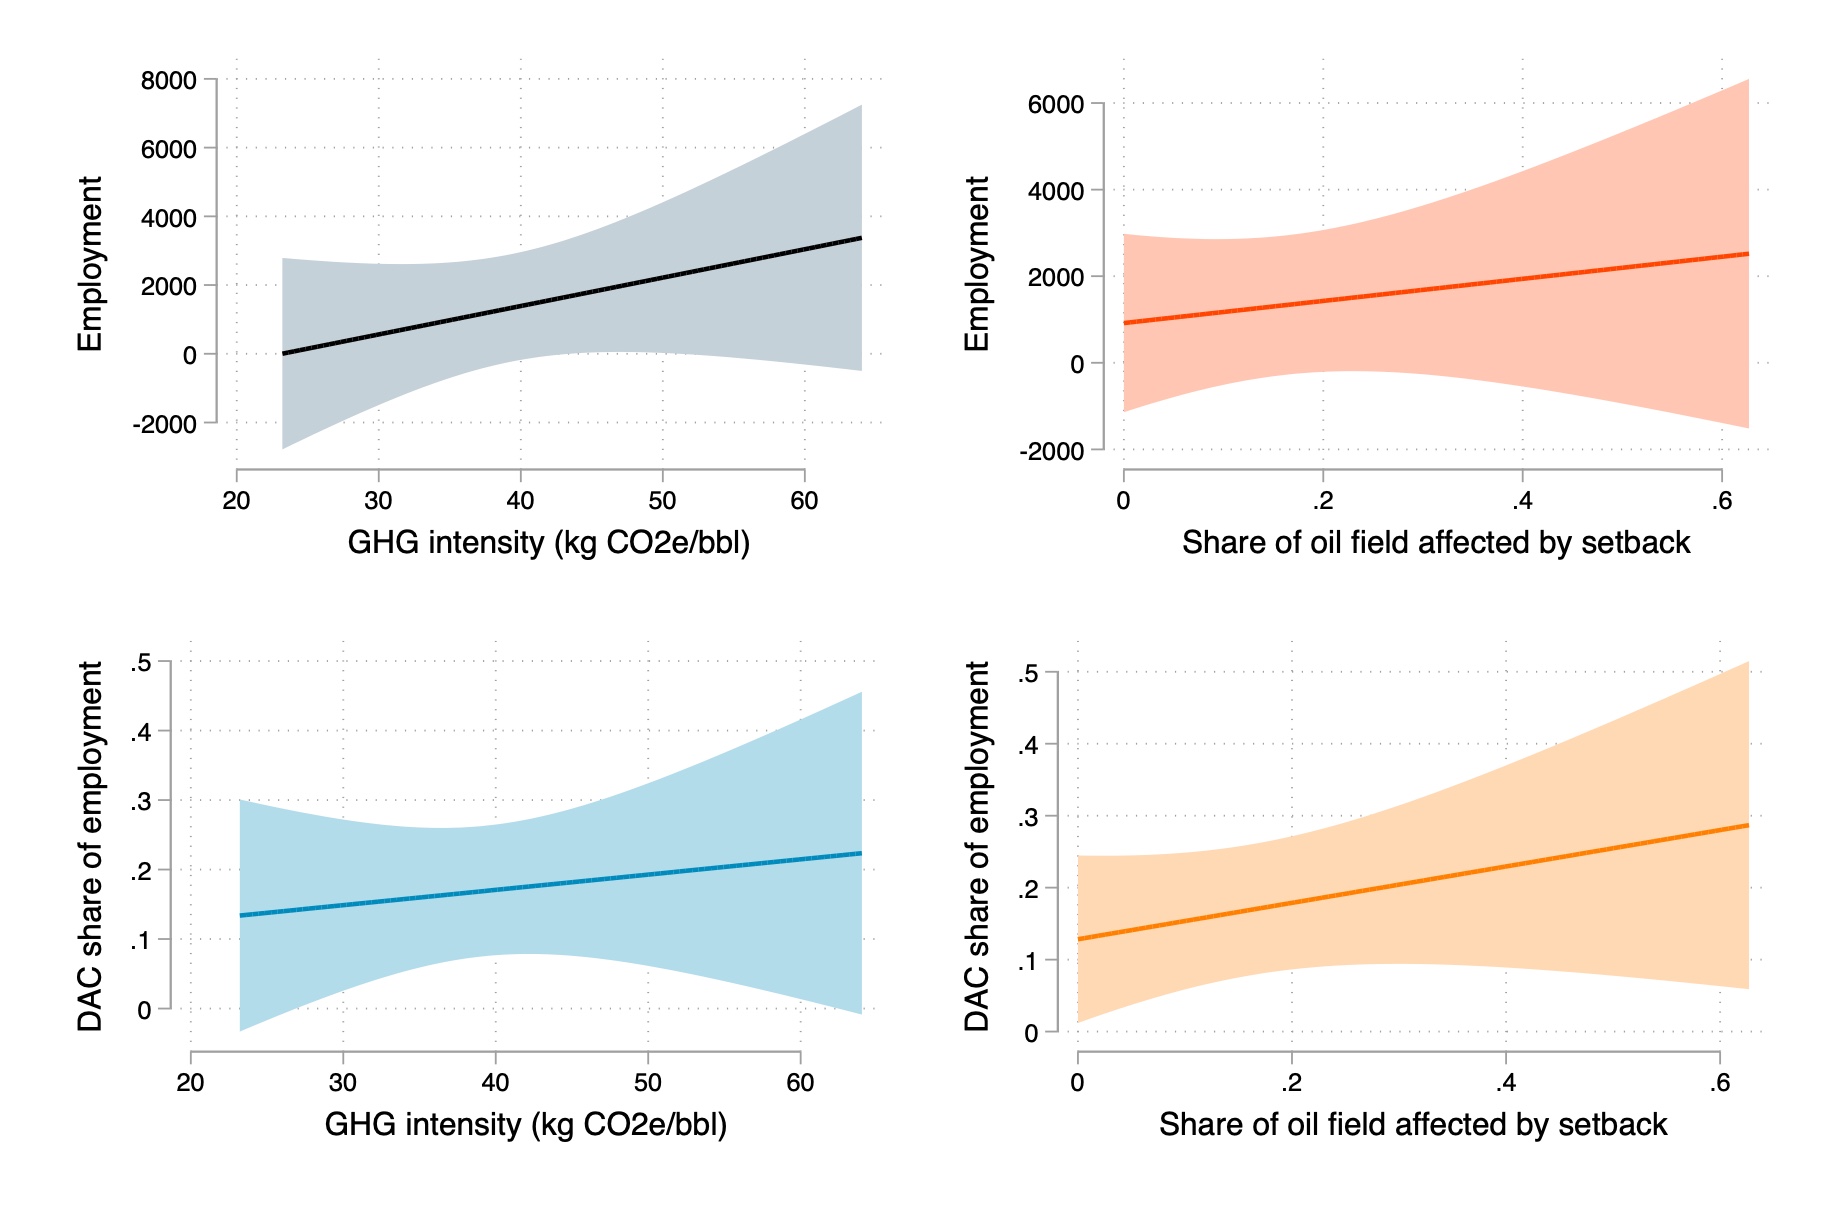 8000
6000
4000
2000
0
-2000
Employment
20 30 40 50 60
GHG intensity (kg CO2e/bbl)
6000
4000
2000
0
-2000
Employment
0 .2 .4 .6
Share of oil field affected by setback
.5
.4
.3
.2
.1
0
DAC share of employment
20 30 40 50 60
GHG intensity (kg CO2e/bbl)
.5
.4
.3
.2
.1
0
DAC share of employment
0 .2 .4 .6
Share of oil field affected by setback